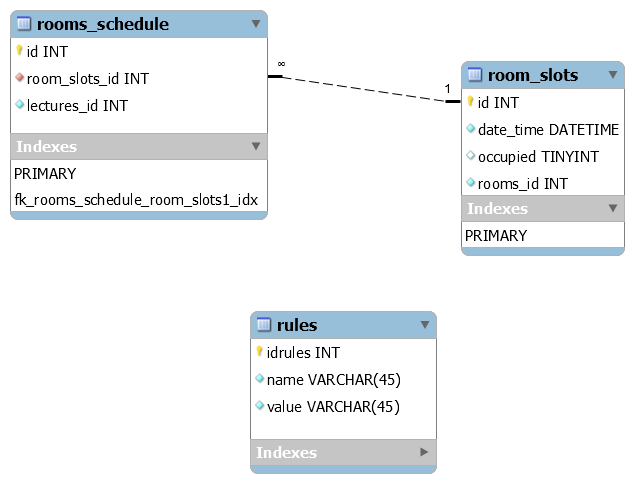 rooms_schedule
id INT
room_slots_id INT
lectures_id INT
Indexes
PRIMARY
fk_rooms_schedule_room_slots1_idx
∞
1
room_slots
id INT
date_time DATETIME
occupied TINYINT
rooms_id INT
Indexes
PRIMARY
rules
idrules INT
name VARCHAR(45)
value VARCHAR(45)
Indexes